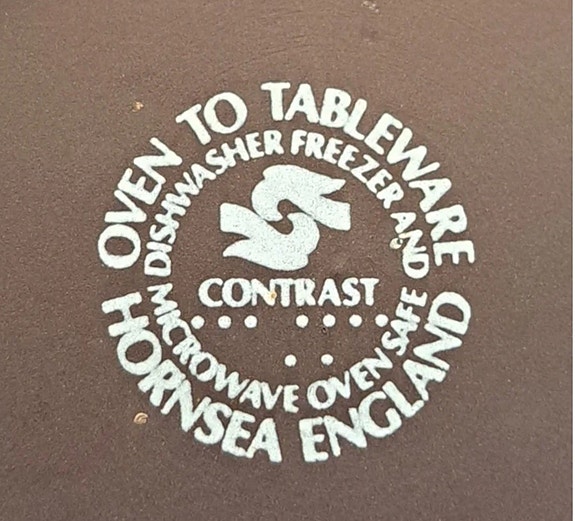 OVEN TO TABLEWARE
DISHWASHER FREEZER AND
CONTRAST
MICROWAVE OVEN SAFE
HORNSEA ENGLAND